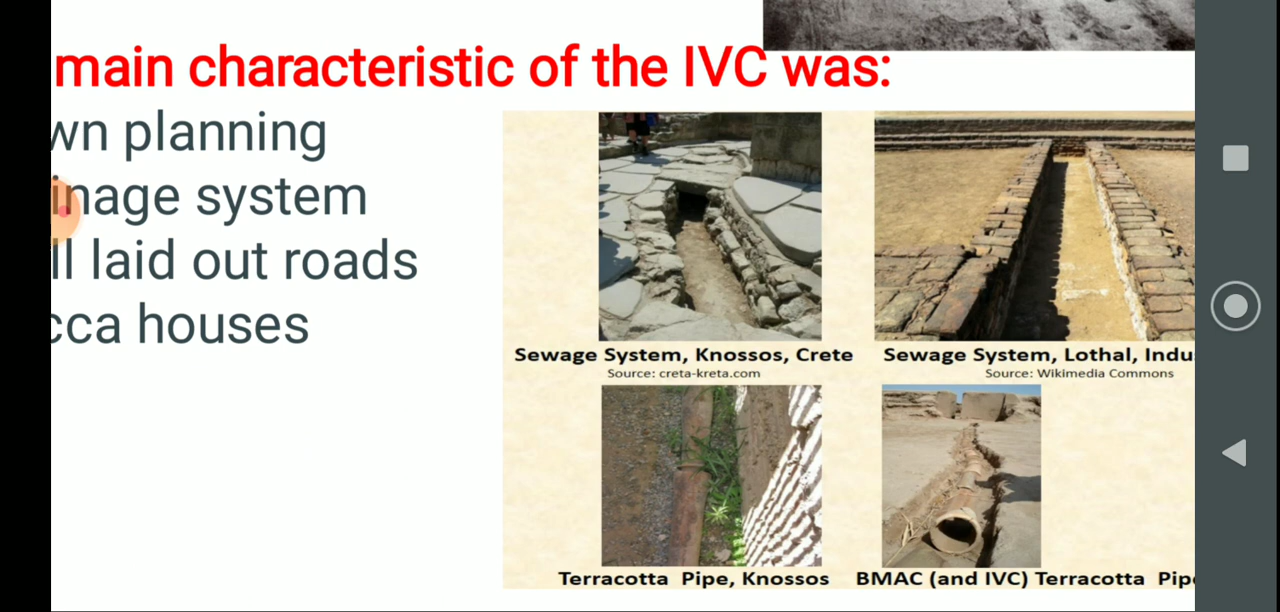 main characteristic of the IVC was:
wn planning
inage system
ll laid out roads
cca houses
Sewage System, Knossos, Crete
Source: creta-kreta.com
Sewage System, Lothal, Indu
Source: Wikimedia Commons
Terracotta Pipe, Knossos
BMAC (and IVC) Terracotta Pip